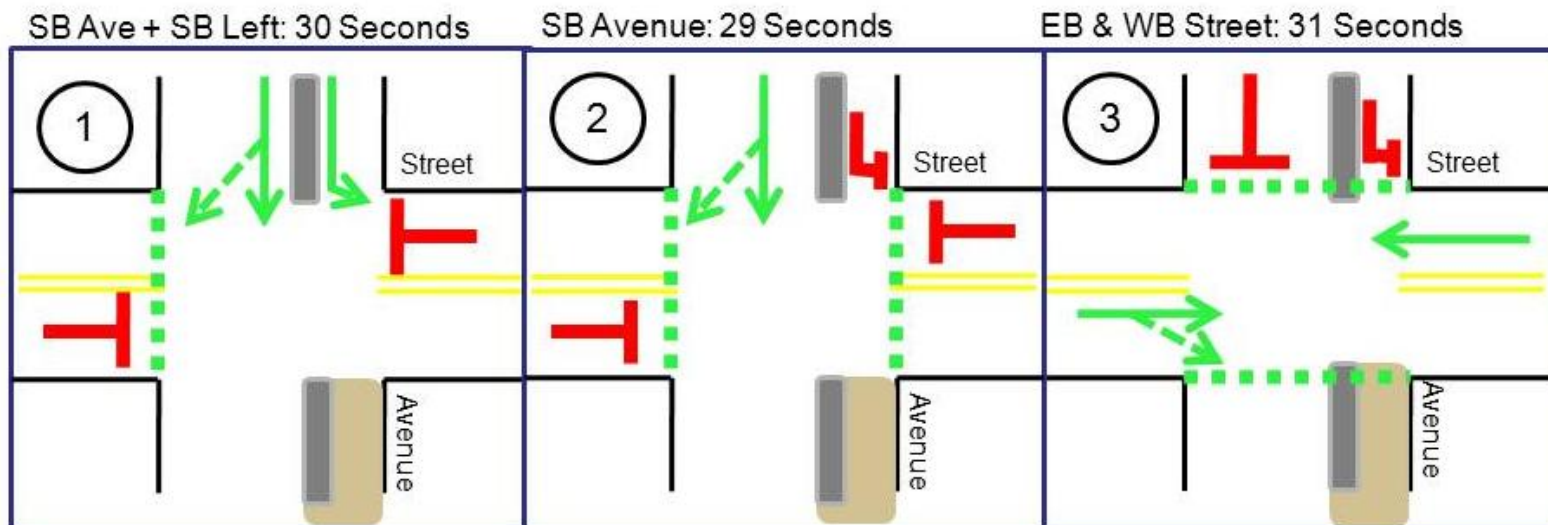 SB Ave + SB Left: 30 Seconds
1
Street
Avenue
SB Avenue: 29 Seconds
2
Street
Avenue
EB & WB Street: 31 Seconds
3
Street
Avenue